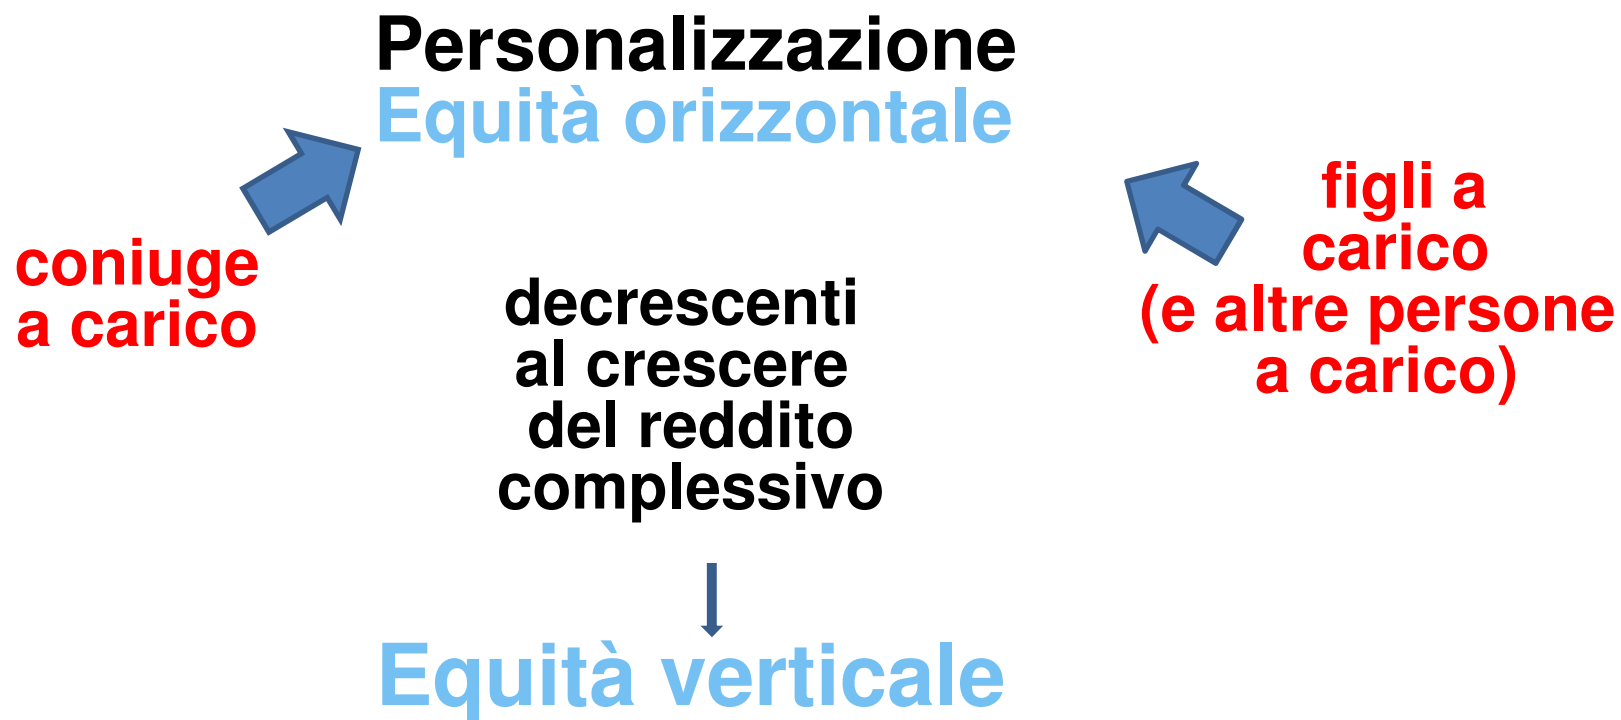 Personalizzazione
Equità orizzontale
coniuge
a carico
figli a
carico
(e altre persone
a carico)
decrescenti
al crescere
del reddito
complessivo
Equità verticale